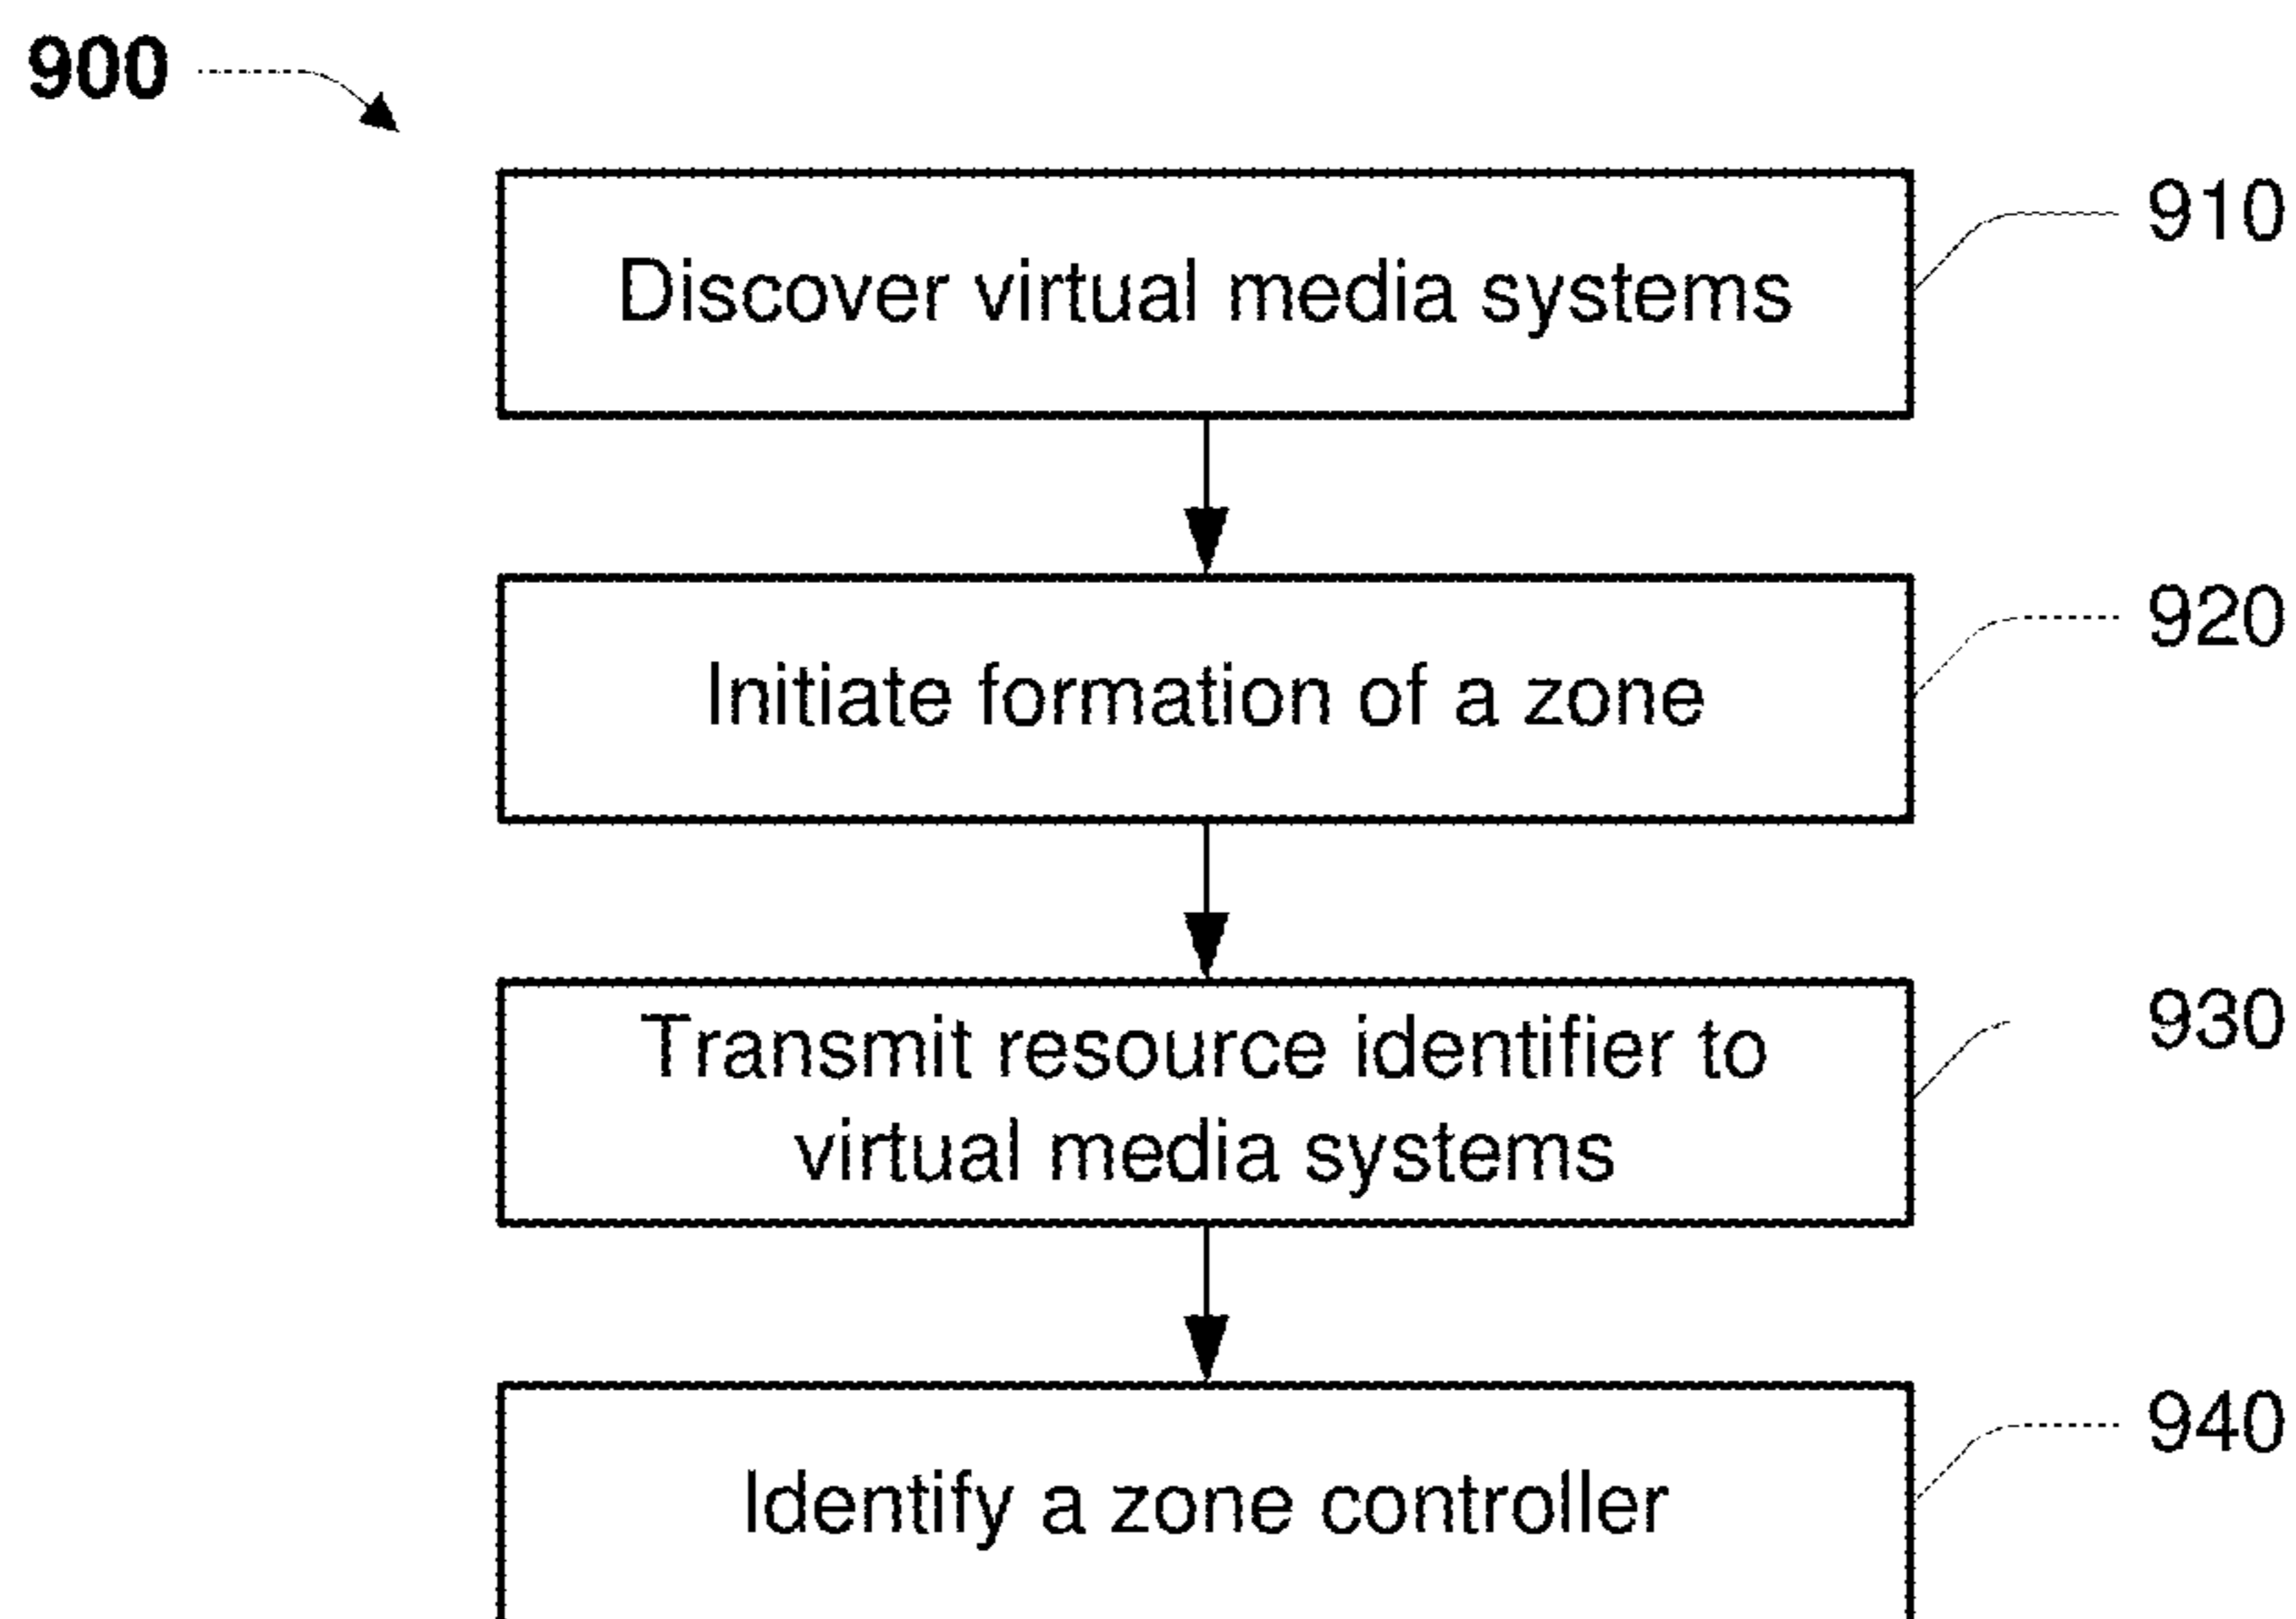 900
910
Discover virtual media systems
920
Initiate formation of a zone
930
Transmit resource identifier to
virtual media systems
940
Identify a zone controller